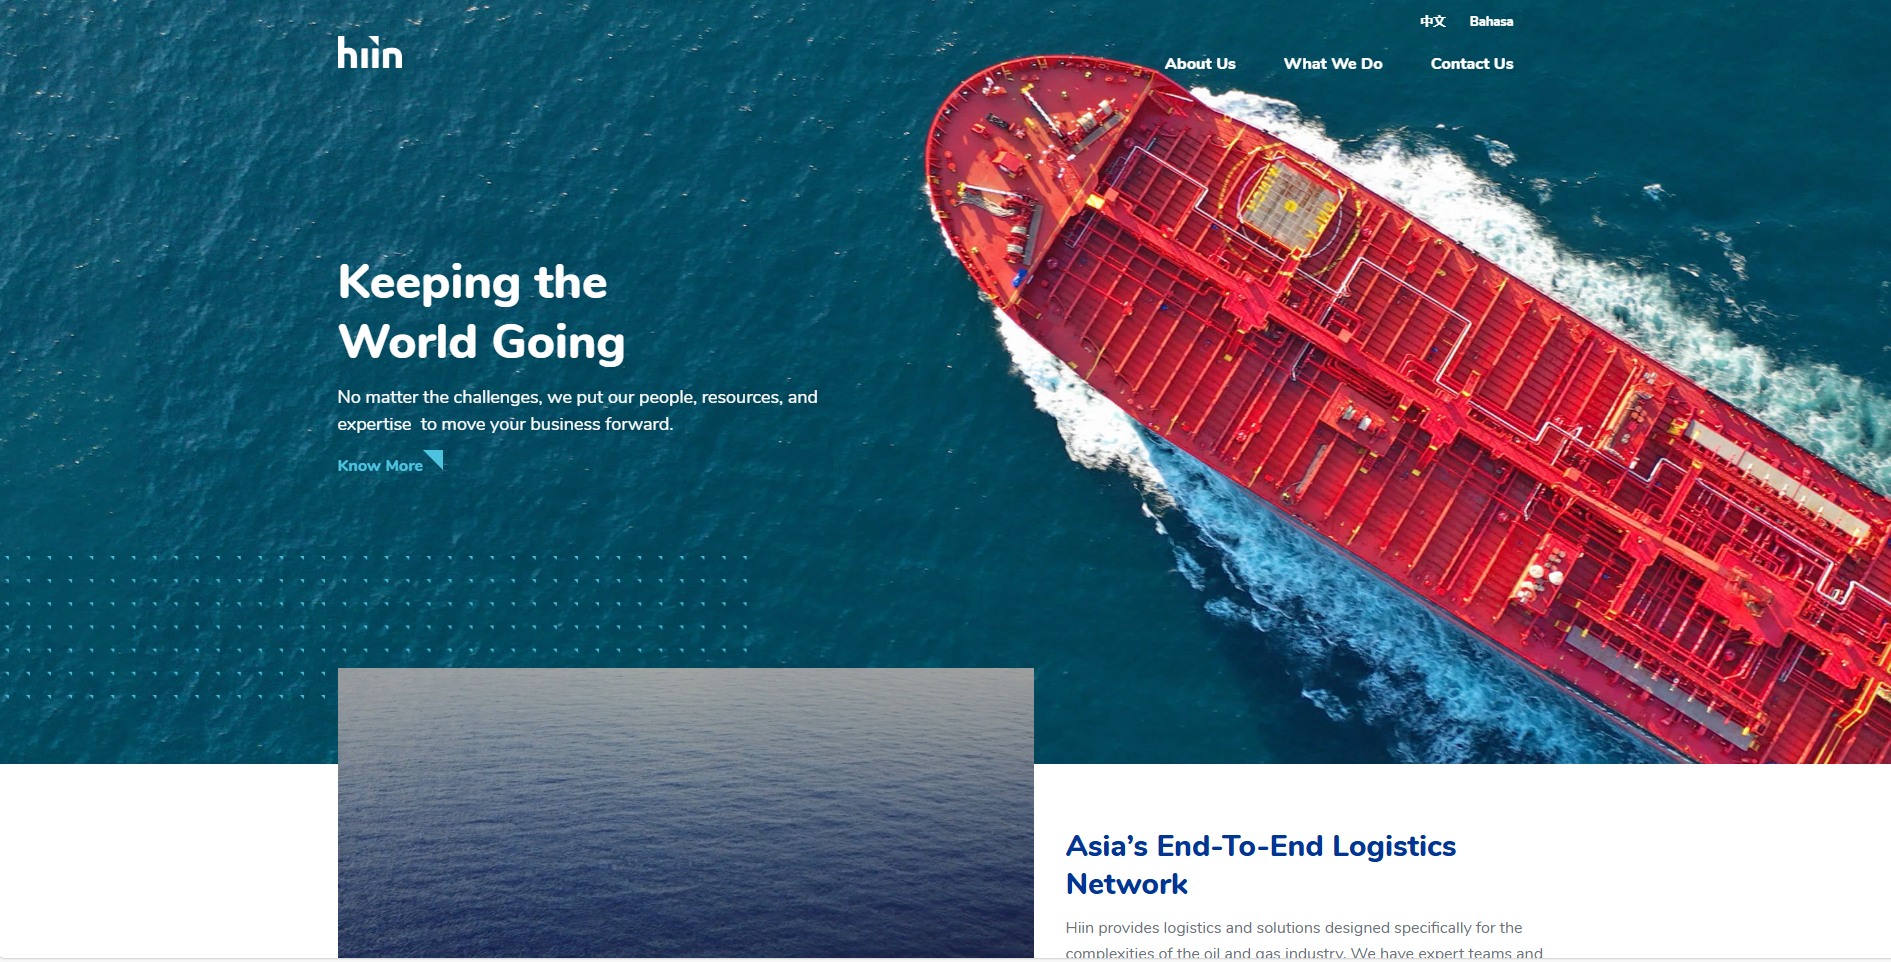 中文 Bahasa
hiin
About Us What We Do Contact Us
Keeping the
World Going
No matter the challenges, we put our people, resources, and
expertise to move your business forward.
Know More
Asia’s End-To-End Logistics
Network
Hiin provides logistics and solutions designed specifically for the
complexities of the oil and gas industry. We have expert teams and